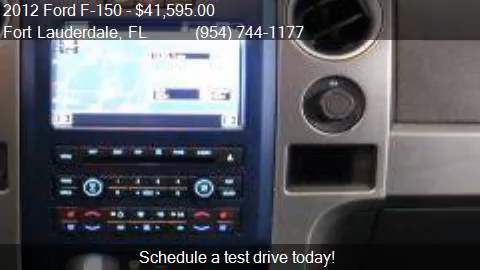 2012 Ford F-150 - $41,595.00
Fort Lauderdale, FL (954) 744-1177
Schedule a test drive today!